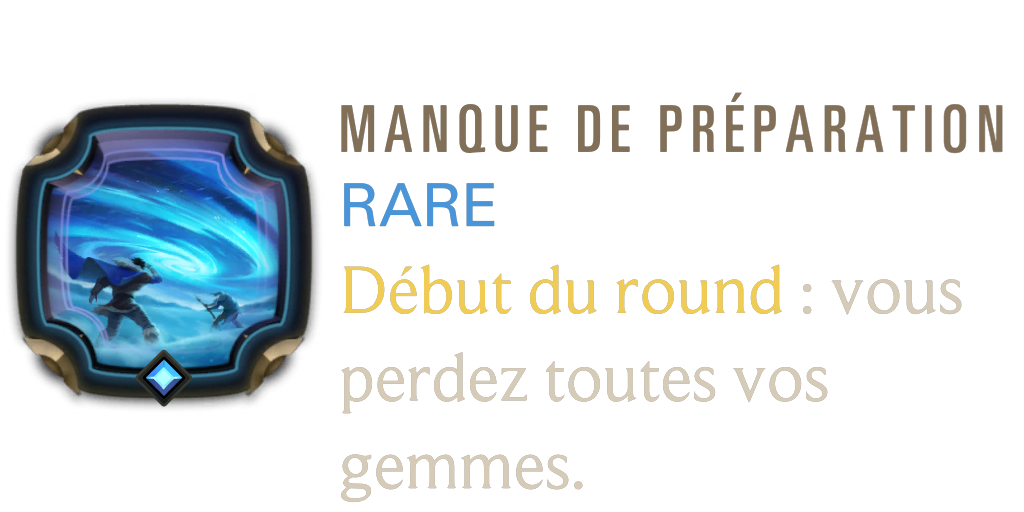 MANQUE DE PRÉPARATION
RARE
Début du round : vous
perdez toutes vos
gemmes.